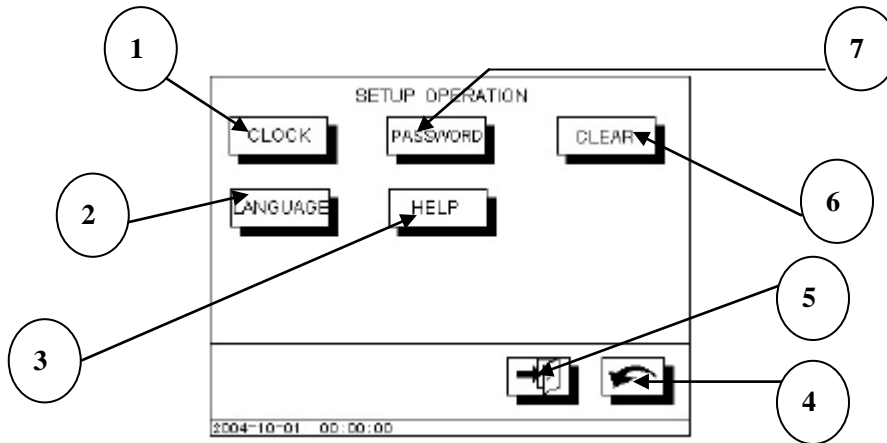 1
7
SETUP OPERATION
CLOCK PASSWORD CLEAR
2
LANGUAGE HELP
6
5
3
4
2004-10-01 00:00:00